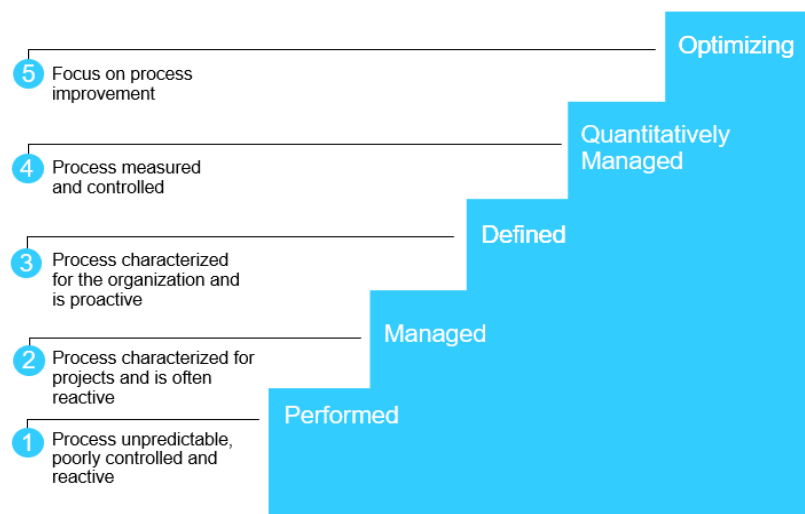 Optimizing
5
Focus on process
improvement
Quantitatively
Managed
4
Process measured
and controlled
Defined
3
Process characterized
for the organization and
is proactive
Managed
2
Process characterized for
projects and is often
reactive
Performed
1
Process unpredictable,
poorly controlled and
reactive